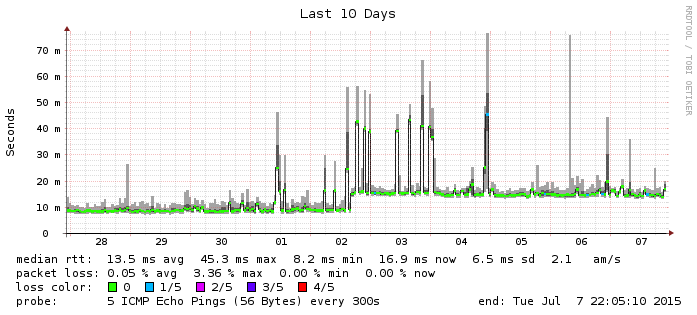 Last 10 Days
RRDTOOL / TOBI OETIKER
Seconds
70 m
60 m
50 m
40 m
30 m
20 m
10 m
0
28 29 30 01 02 03 04 05 06 07
median rtt: 13.5 ms avg 45.3 ms max 8.2 ms min 16.9 ms now 6.5 ms sd 2.1 am/s
packet loss: 0.05 % avg 3.36 % max 0.00 % min 0.00 % now
loss color: 0 1/5 2/5 3/5 4/5
probe: 5 ICMP Echo Pings (56 Bytes) every 300s end: Tue Jul 7 22:05:10 2015